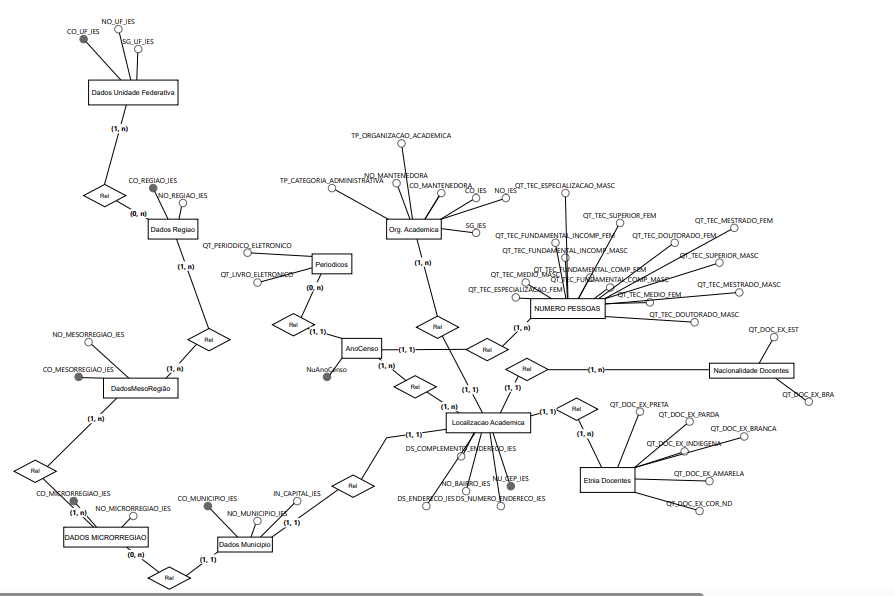 NO_UF_IES
CO_UF_IES
SG_UF_IES
Dados Unidade Federativa
(1, n)
Rel
(0, n)
CO_REGIAO_IES
NO_REGIAO_IES
Dados Regiao
(1, n)
Rel
(1, n)
NO_MESORREGIAO_IES
CO_MESORREGIAO_IES
DadosMesoRegião
(1, n)
Rel
(1, n)
CO_MICRORREGIAO_IES
NO_MICRORREGIAO_IES
DADOS MICRORREGIAO
(0, n)
Rel
(1, 1)
CO_MUNICIPIO_IES
IN_CAPITAL_IES
NO_MUNICIPIO_IES
Dados Municipio
(1, 1)
Rel
(1, 1)
TP_ORGANIZACAO_ACADEMICA
TP_CATEGORIA_ADMINISTRATIVA
NO_MANTENEDORA
CO_MANTENEDORA
CO_IES
NO_IES
SG_IES
Org. Academica
(1, n)
Rel
(1, 1)
QT_PERIODICO_ELETRONICO
QT_LIVRO_ELETRONICO
Periodicos
(0, n)
Rel
(1, 1)
AnoCenso
NuAnoCenso
(1, 1)
Rel
(1, n)
(1, n)
Rel
(1, n)
QT_TEC_ESPECIALIZACAO_MASC
QT_TEC_SUPERIOR_FEM
QT_TEC_MESTRADO_FEM
QT_TEC_FUNDAMENTAL_INCOMP_FEM
QT_TEC_DOUTORADO_FEM
QT_TEC_FUNDAMENTAL_INCOMP_MASC
QT_TEC_SUPERIOR_MASC
QT_TEC_FUNDAMENTAL_COMP_FEM
QT_TEC_MEDIO_MASC
QT_TEC_FUNDAMENTAL_COMP_MASC
QT_TEC_MESTRADO_MASC
QT_TEC_ESPECIALIZACAO_FEM
QT_TEC_MEDIO_FEM
NUMERO PESSOAS
QT_TEC_DOUTORADO_MASC
Localizacao Academica
DS_COMPLEMENTO_ENDERECO_IES
NO_BAIRRO_IES
NU_CEP_IES
DS_ENDERECO_IES
DS_NUMERO_ENDERECO_IES
(1, 1)
Rel
(1, n)
QT_DOC_EX_EST
Nacionalidade Docentes
QT_DOC_EX_BRA
(1, 1)
Rel
(1, n)
QT_DOC_EX_PRETA
QT_DOC_EX_PARDA
QT_DOC_EX_BRANCA
QT_DOC_EX_INDIEGENA
QT_DOC_EX_AMARELA
Etnia Docentes
QT_DOC_EX_COR_ND